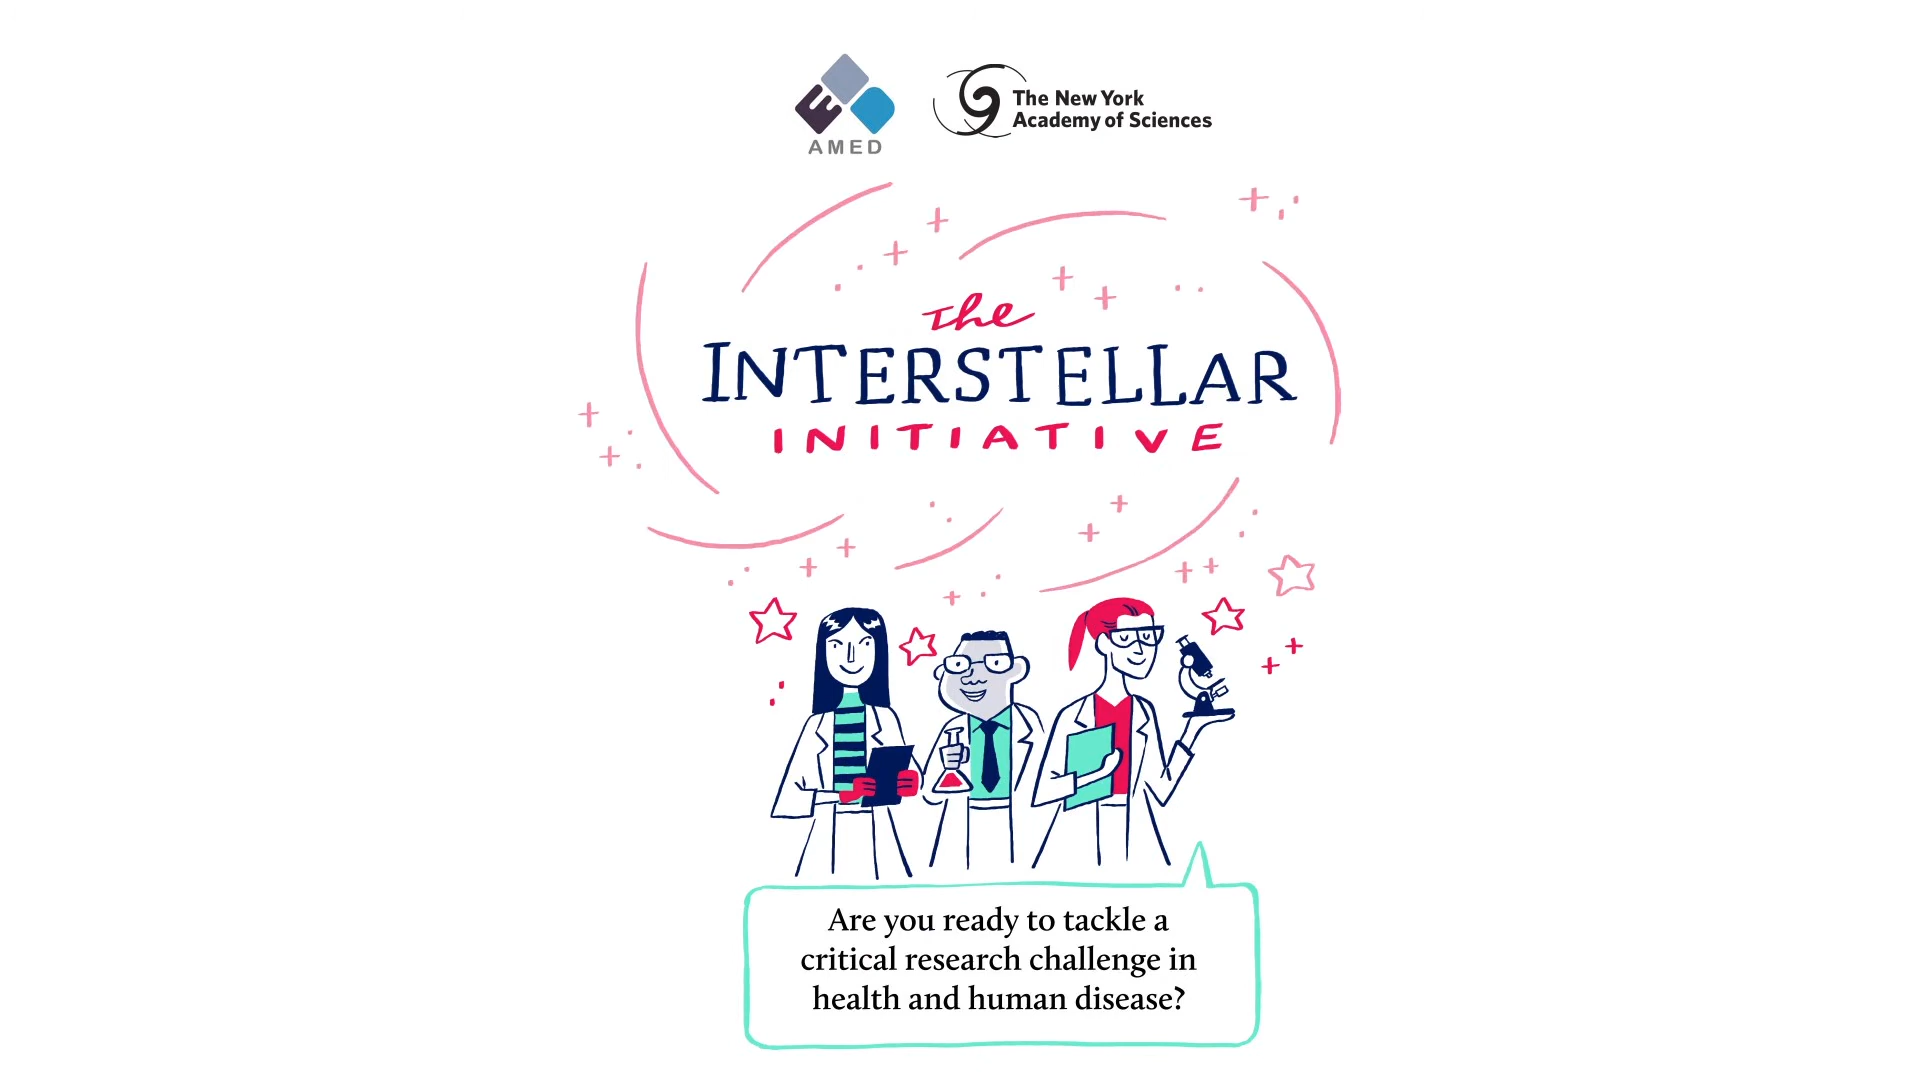 AMED
The New York
Academy of Sciences
The
INTERSTELLAR
INITIATIVE
Are you ready to tackle a
critical research challenge in
health and human disease?